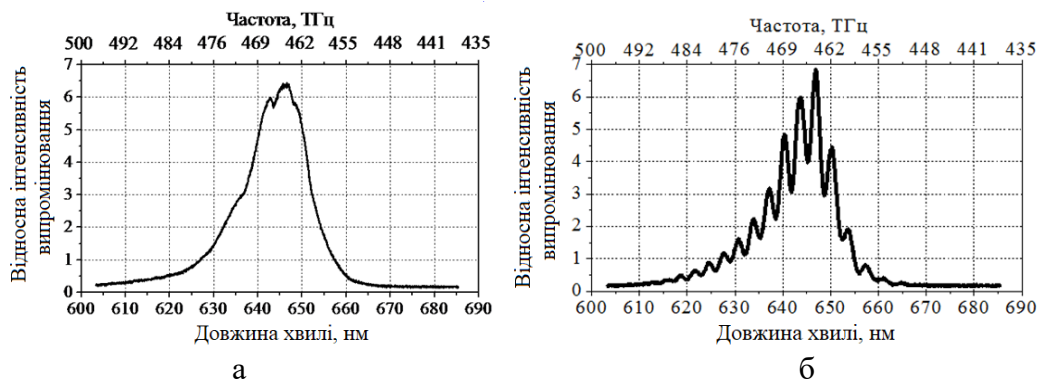 Частота, ТГц
500 492 484 476 469 462 455 448 441 435
Відносна інтенсивність
випромінювання
7
6
5
4
3
2
1
0
600 610 620 630 640 650 660 670 680 690
Довжина хвилі, нм
а
Частота, ТГц
500 492 484 476 469 462 455 448 441 435
Відносна інтенсивність
випромінювання
7
6
5
4
3
2
1
0
600 610 620 630 640 650 660 670 680 690
Довжина хвилі, нм
б